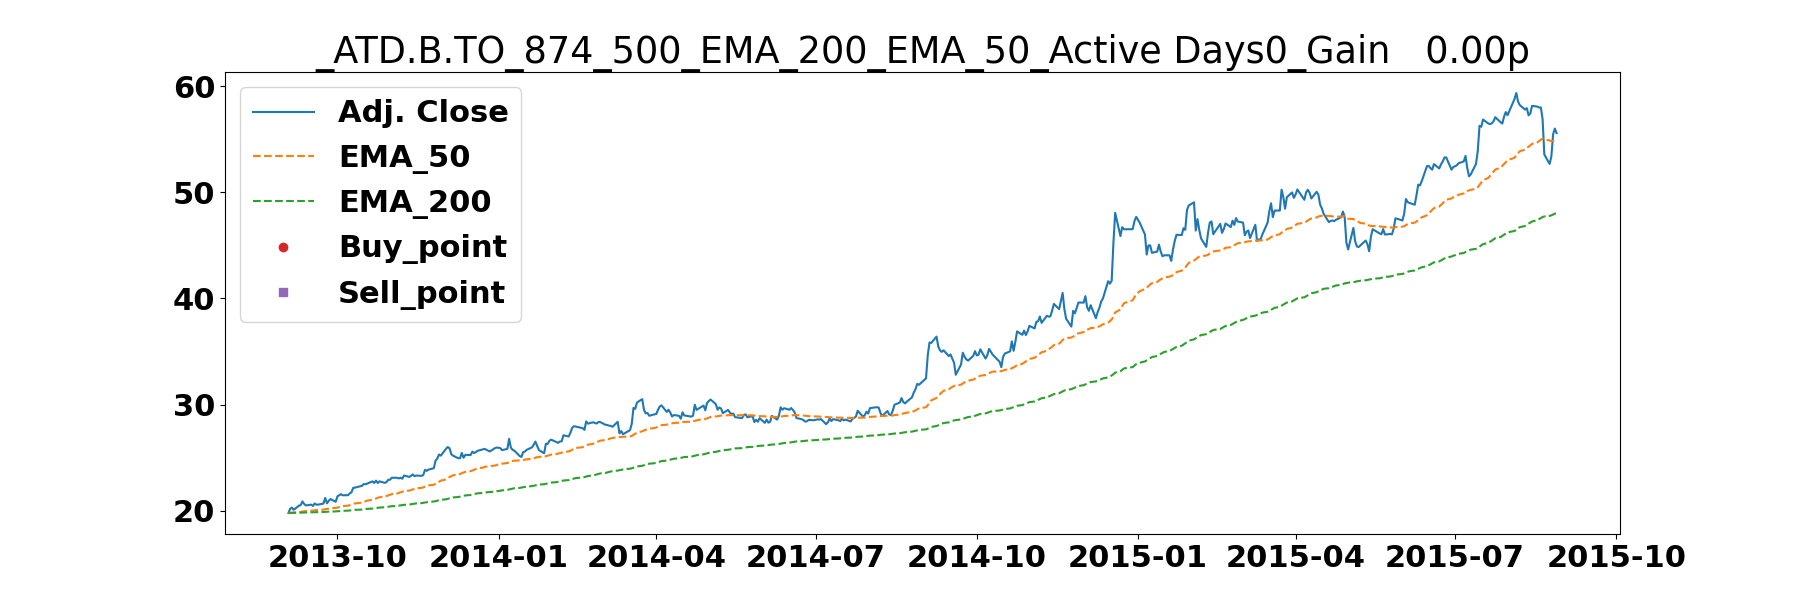 _ATD.B.TO_874_500_EMA_200_EMA_50_Active Days0_Gain   0.00p
60
50
40
30
20
Adj. Close
EMA_50
EMA_200
Buy_point
Sell_point
2013-10 2014-01 2014-04 2014-07 2014-10 2015-01 2015-04 2015-07 2015-10